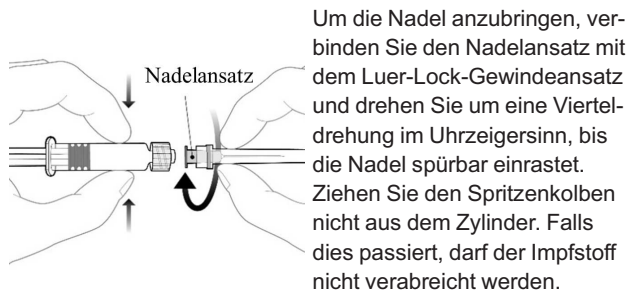 Nadelansatz
Um die Nadel anzubringen, ver-
binden Sie den Nadelansatz mit
dem Luer-Lock-Gewindeansatz
und drehen Sie um eine Viertel-
drehung im Uhrzeigersinn, bis
die Nadel spürbar einrastet.
Ziehen Sie den Spritzenkolben
nicht aus dem Zylinder. Falls
dies passiert, darf der Impfstoff
nicht verabreicht werden.